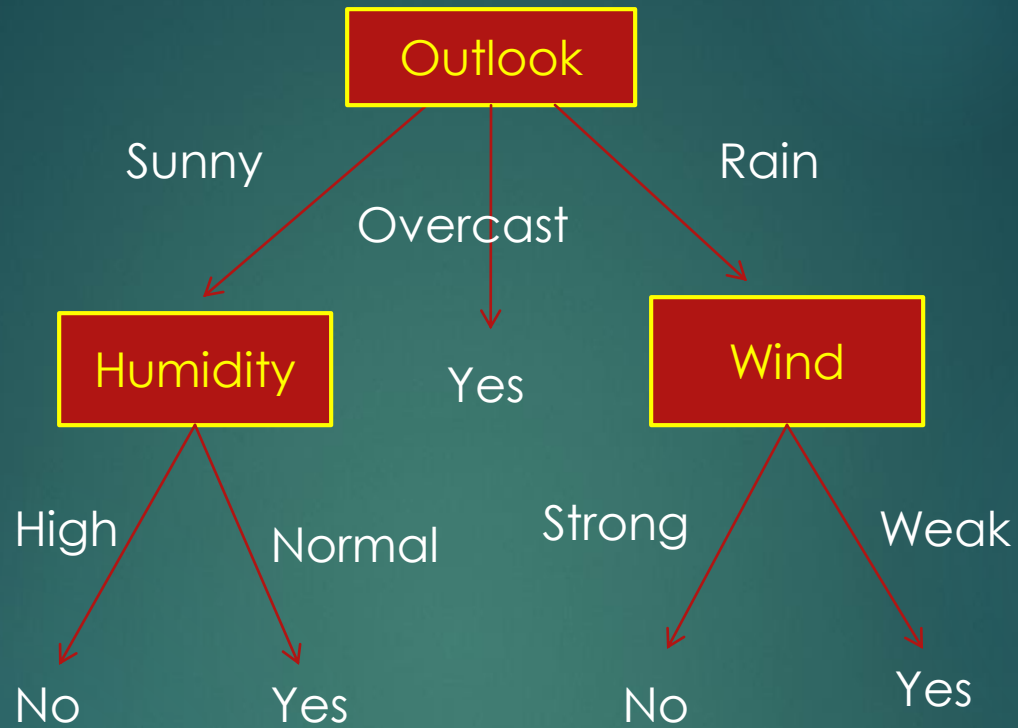 Outlook
Sunny
Rain
Overcast
Humidity
Yes
Wind
High
Normal
Strong
Weak
No
Yes
No
Yes